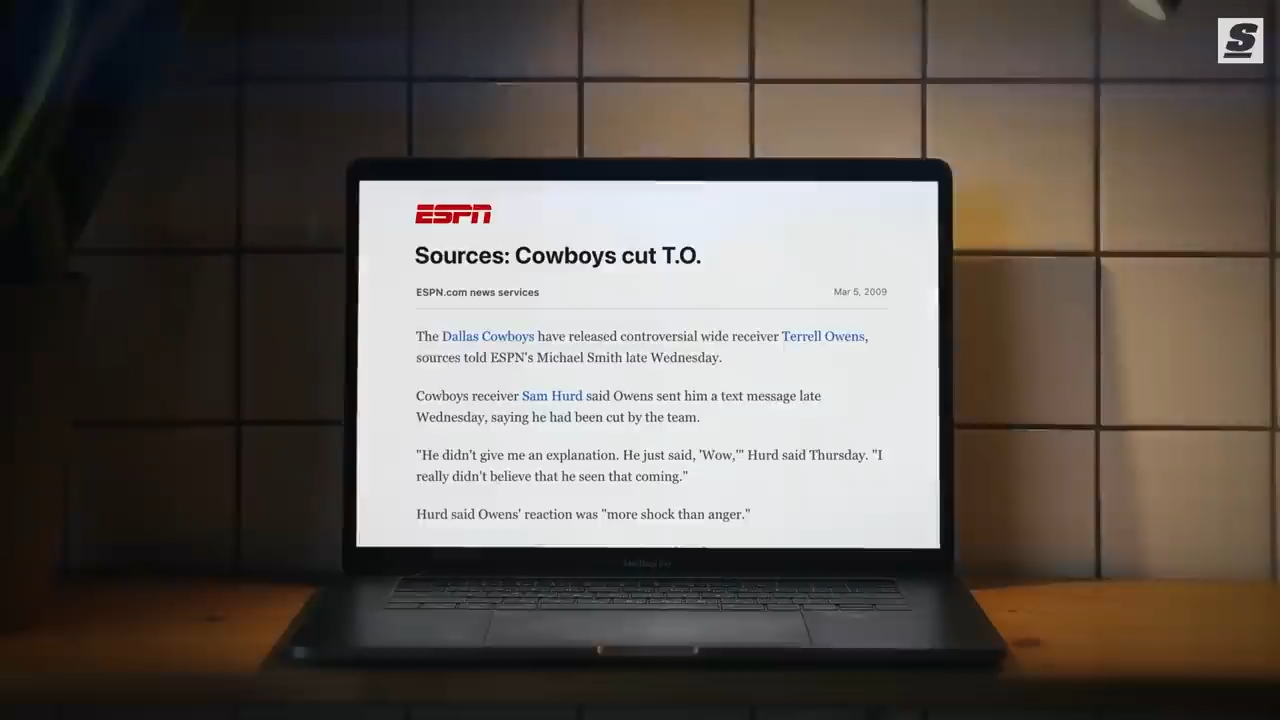 S
ESPN
Sources: Cowboys cut T.O.
ESPN.com news services
Mar 5, 2009
The Dallas Cowboys have released controversial wide receiver Terrell Owens,
sources told ESPN's Michael Smith late Wednesday.
Cowboys receiver Sam Hurd said Owens sent him a text message late
Wednesday, saying he had been cut by the team.
"He didn't give me an explanation. He just said, 'Wow,'" Hurd said Thursday. "I
really didn't believe that he seen that coming."
Hurd said Owens' reaction was "more shock than anger."